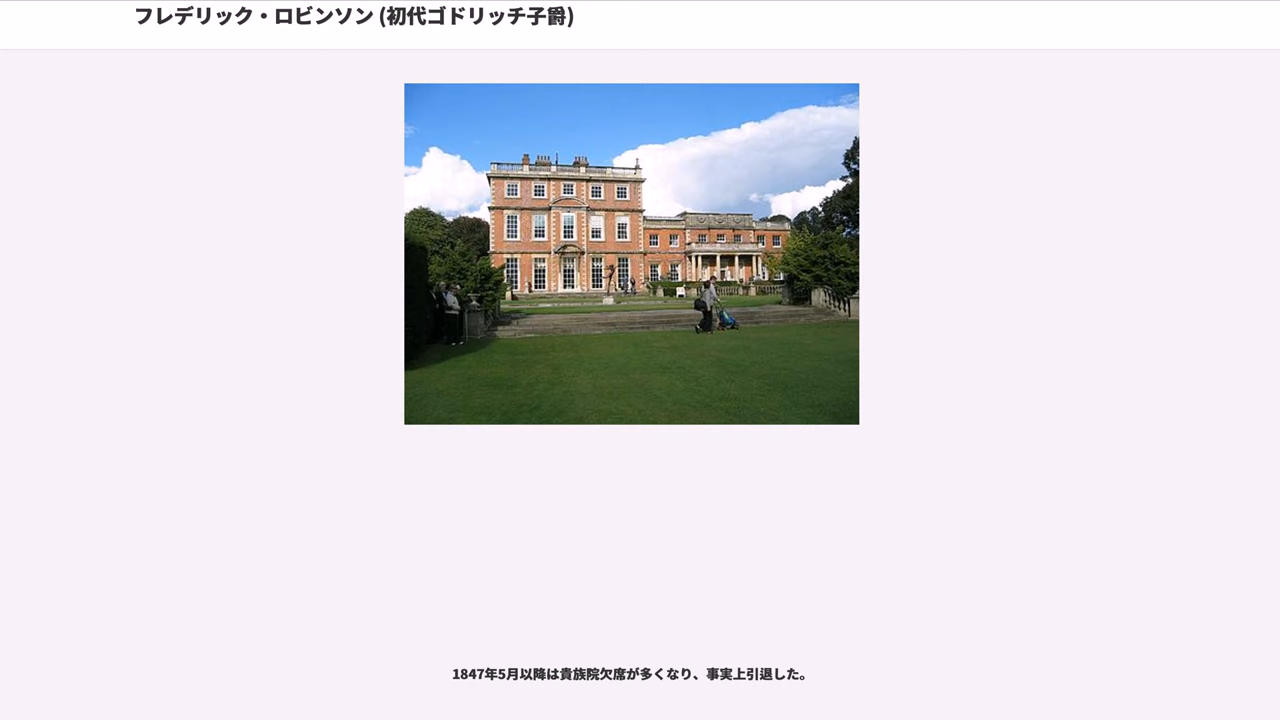 フレデリック・ロビンソン (初代ゴドリッチ子爵)
1847年5月以降は貴族院欠席が多くなり、事実上引退した。